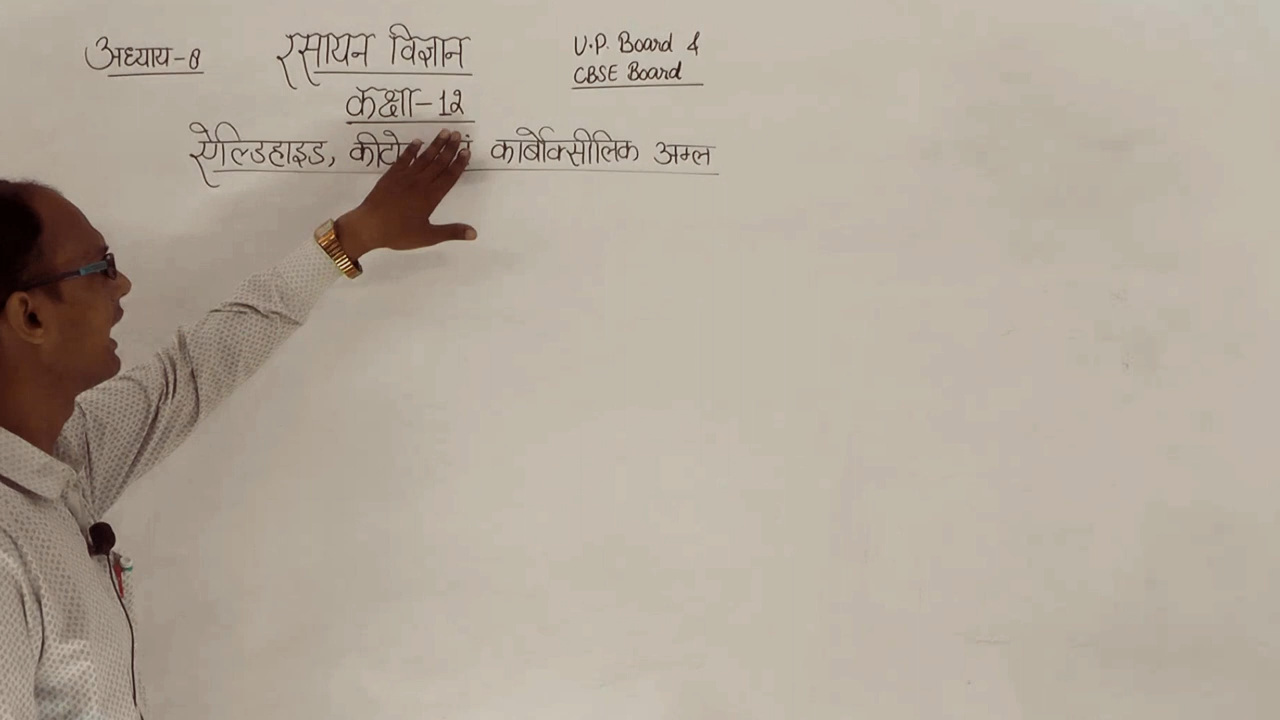 अध्याय-8 रसायन विज्ञान U.P. Board &
CBSE Board
कक्षा-12
ऐल्डिहाइड, कार्बोक्सीलिक अम्ल